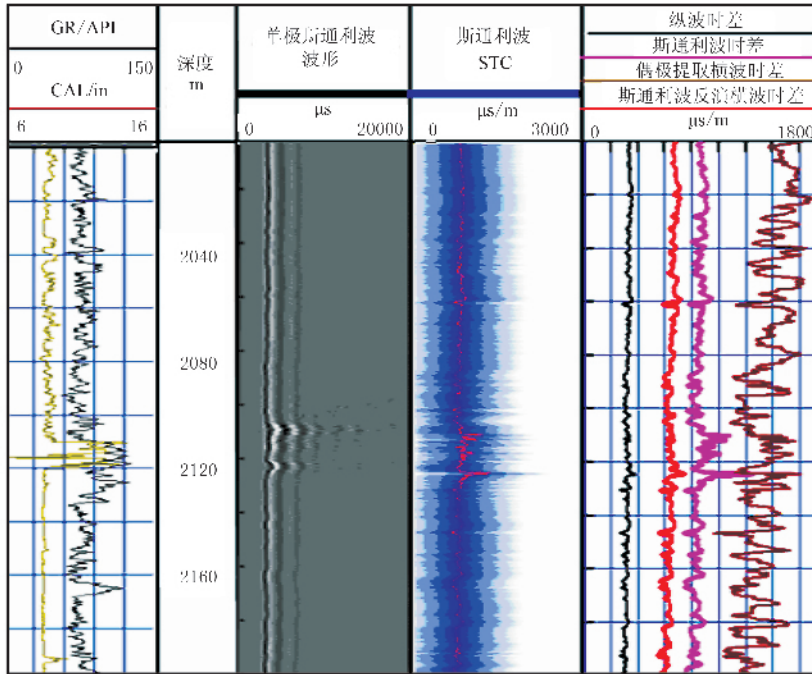 GR/API
0 150
CAL/in
6 16
深度
m
单极斯通利波
波形
μs
0 20000
斯通利波
STC
μs/m
0 3000
纵波时差
斯通利波时差
偶极提取横波时差
斯通利波反演横波时差
μs/m
0 1800
2040
2080
2120
2160